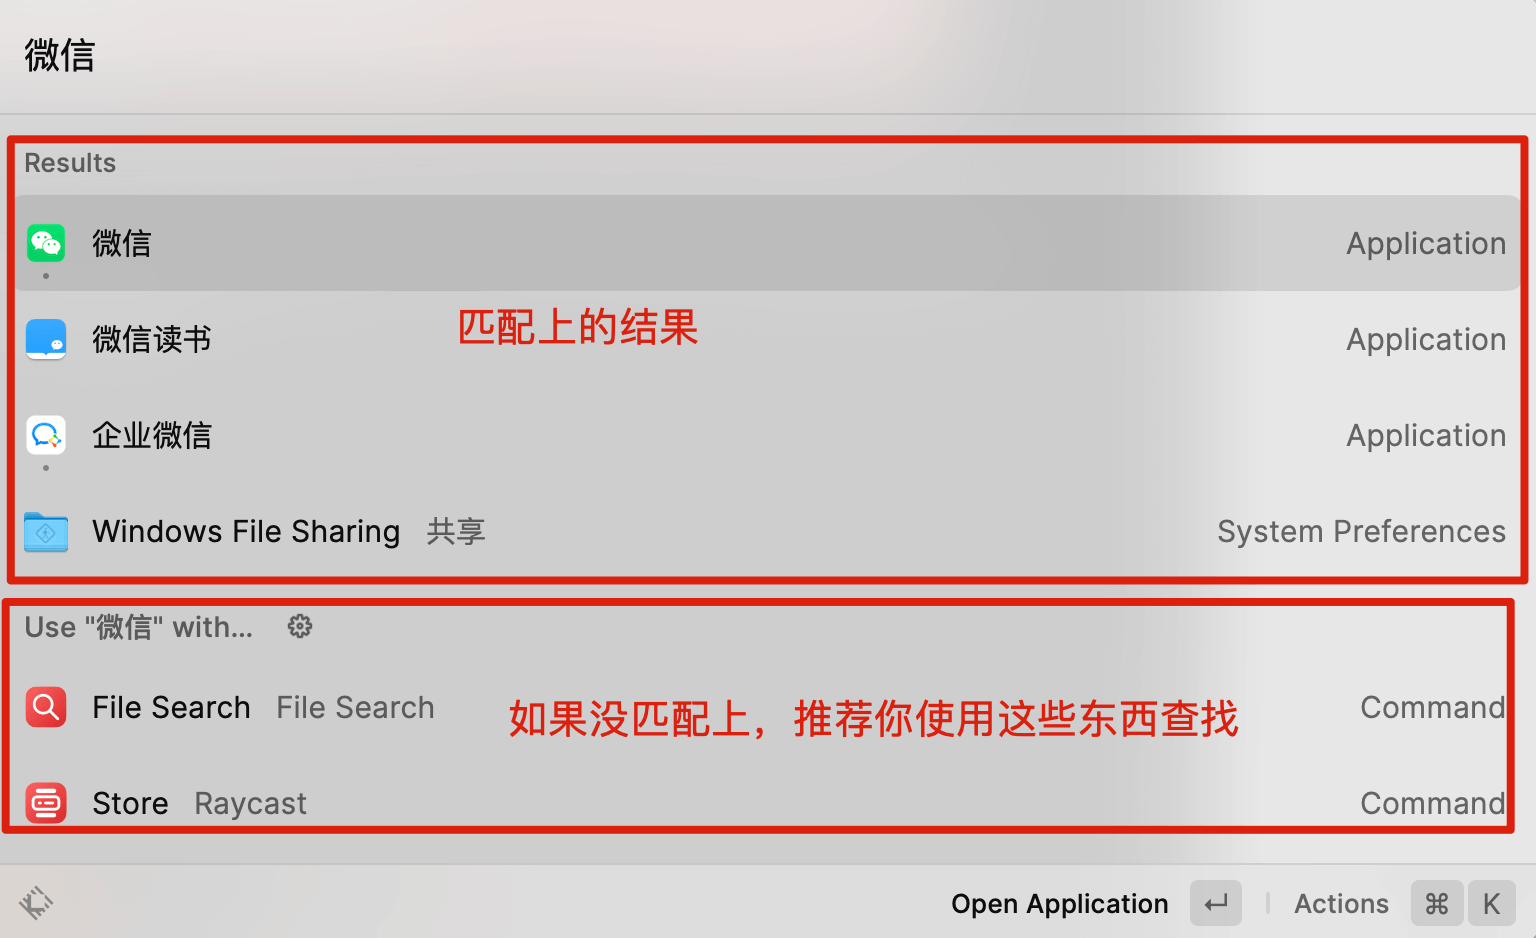 微信
Results
微信 Application
匹配上的结果
微信读书 Application
企业微信 Application
Windows File Sharing 共享 System Preferences
Use "微信" with...
File Search File Search Command
如果没匹配上，推荐你使用这些东西查找
Store Raycast Command
Open Application ↵ | Actions ⌘ K